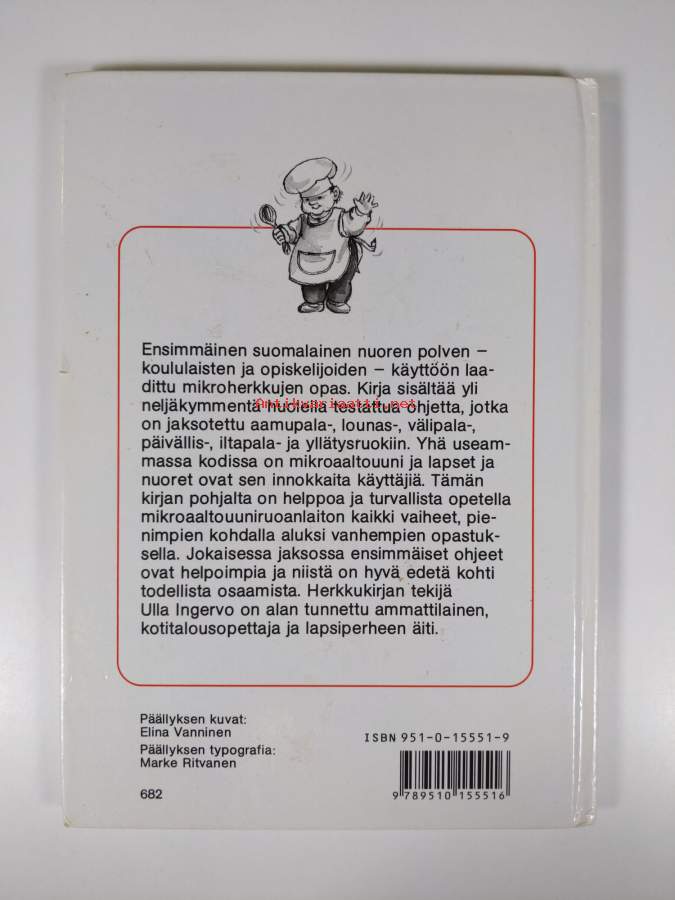 Ensimmäinen suomalainen nuoren polven –
koululaisten ja opiskelijoiden – käyttöön laa-
dittu mikroherkkujen opas. Kirja sisältää yli
neljäkymmentä huolella testattua ohjetta, jotka
Antikvariaatti.net
on jaksotettu aamupala-, lounas-, välipala-,
päivällis-, iltapala- ja yllätysruokiin. Yhä useam-
massa kodissa on mikroaaltouuni ja lapset ja
nuoret ovat sen innokkaita käyttäjiä. Tämän
kirjan pohjalta on helppoa ja turvallista opetella
mikroaaltouuniruoanlaiton kaikki vaiheet, pie-
nimpien kohdalla aluksi vanhempien opastuk-
sella. Jokaisessa jaksossa ensimmäiset ohjeet
ovat helpoimpia ja niistä on hyvä edetä kohti
todellista osaamista. Herkkukirjan tekijä
Ulla Ingervo on alan tunnettu ammattilainen,
kotitalousopettaja ja lapsiperheen äiti.
Päällyksen kuvat:
Elina Vanninen
Päällyksen typografia:
Marke Ritvanen
682
ISBN 951-0-15551-9
9 789510 155516